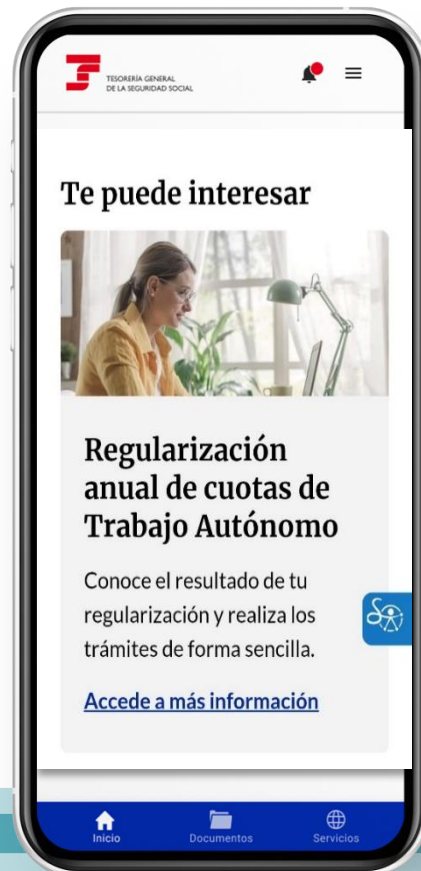 TESORERÍA GENERAL
DE LA SEGURIDAD SOCIAL
Te puede interesar
Regularización
anual de cuotas de
Trabajo Autónomo
Conoce el resultado de tu
regularización y realiza los
trámites de forma sencilla.
Accede a más información
Inicio
Documentos
Servicios